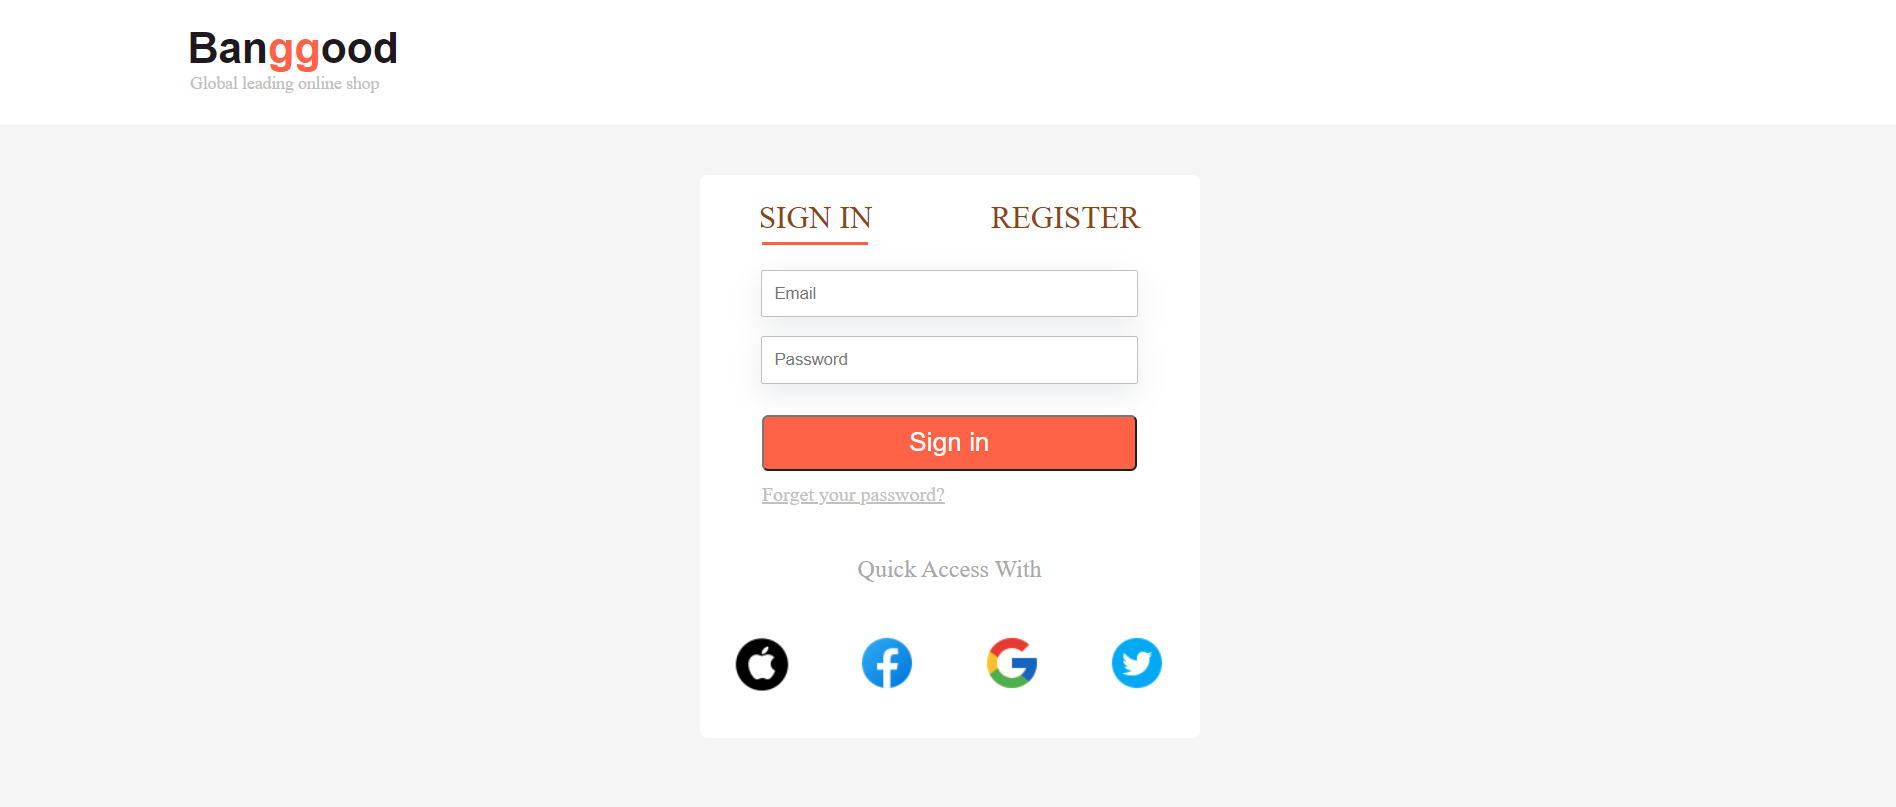 Banggood
Global leading online shop
SIGN IN
REGISTER
Email
Password
Sign in
Forget your password?
Quick Access With